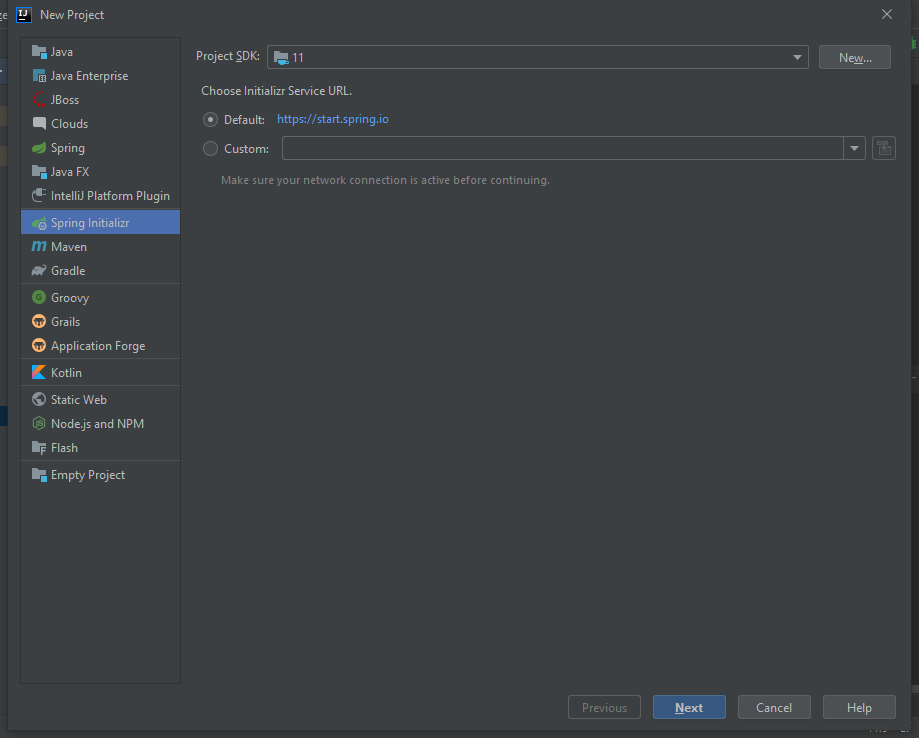 IJ New Project
Java
Java Enterprise
JBoss
Clouds
Spring
Java FX
IntelliJ Platform Plugin
Spring Initializr
Maven
Gradle
Groovy
Grails
Application Forge
Kotlin
Static Web
Node.js and NPM
Flash
Empty Project
Project SDK: 11 New...
Choose Initializr Service URL.
Default: https://start.spring.io
Custom:
Make sure your network connection is active before continuing.
Previous Next Cancel Help